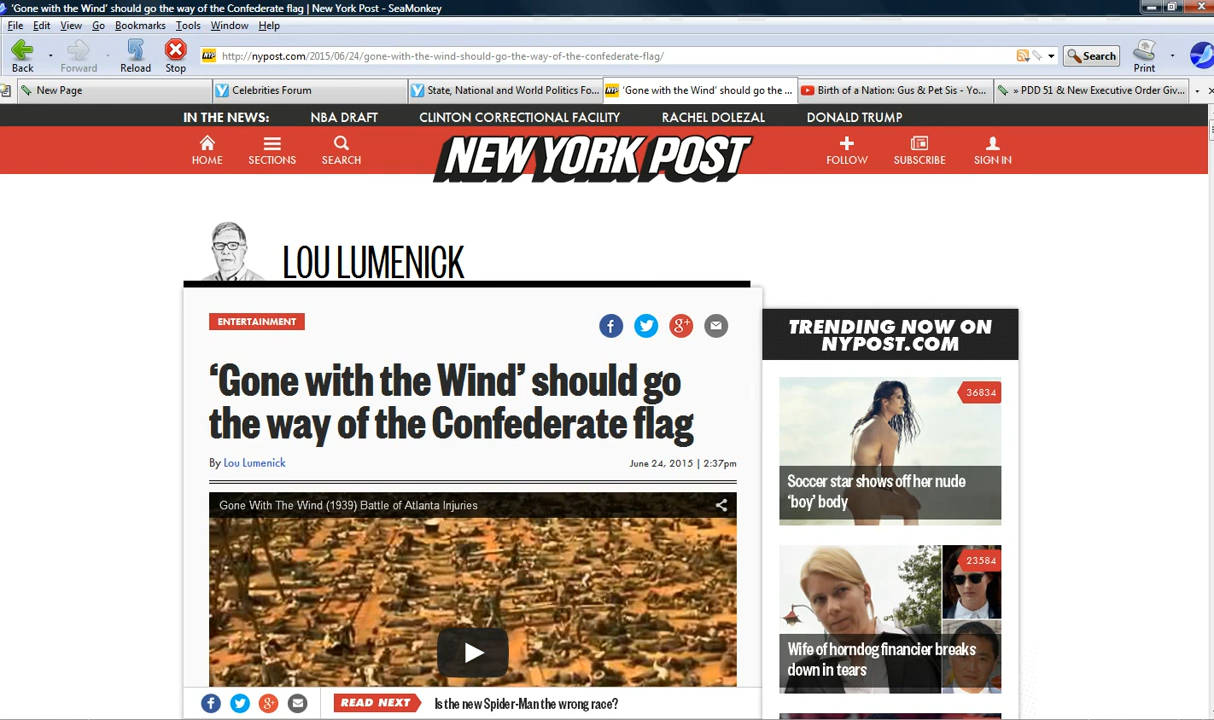 'Gone with the Wind' should go the way of the Confederate flag | New York Post - SeaMonkey
File Edit View Go Bookmarks Tools Window Help
Back Forward Reload Stop
http://nypost.com/2015/06/24/gone-with-the-wind-should-go-the-way-of-the-confederate-flag/
Search Print
New Page
Celebrities Forum
State, National and World Politics Fo...
'Gone with the Wind' should go the ...
Birth of a Nation: Gus & Pet Sis - Yo...
» PDD 51 & New Executive Order Giv...
IN THE NEWS: NBA DRAFT CLINTON CORRECTIONAL FACILITY RACHEL DOLEZAL DONALD TRUMP
HOME SECTIONS SEARCH
NEW YORK POST
FOLLOW SUBSCRIBE SIGN IN
LOU LUMENICK
ENTERTAINMENT
‘Gone with the Wind’ should go
the way of the Confederate flag
By Lou Lumenick
June 24, 2015 | 2:37pm
Gone With The Wind (1939) Battle of Atlanta Injuries
TRENDING NOW ON
NYPOST.COM
36834
Soccer star shows off her nude
‘boy’ body
23584
Wife of horndog financier breaks
down in tears
READ NEXT Is the new Spider-Man the wrong race?